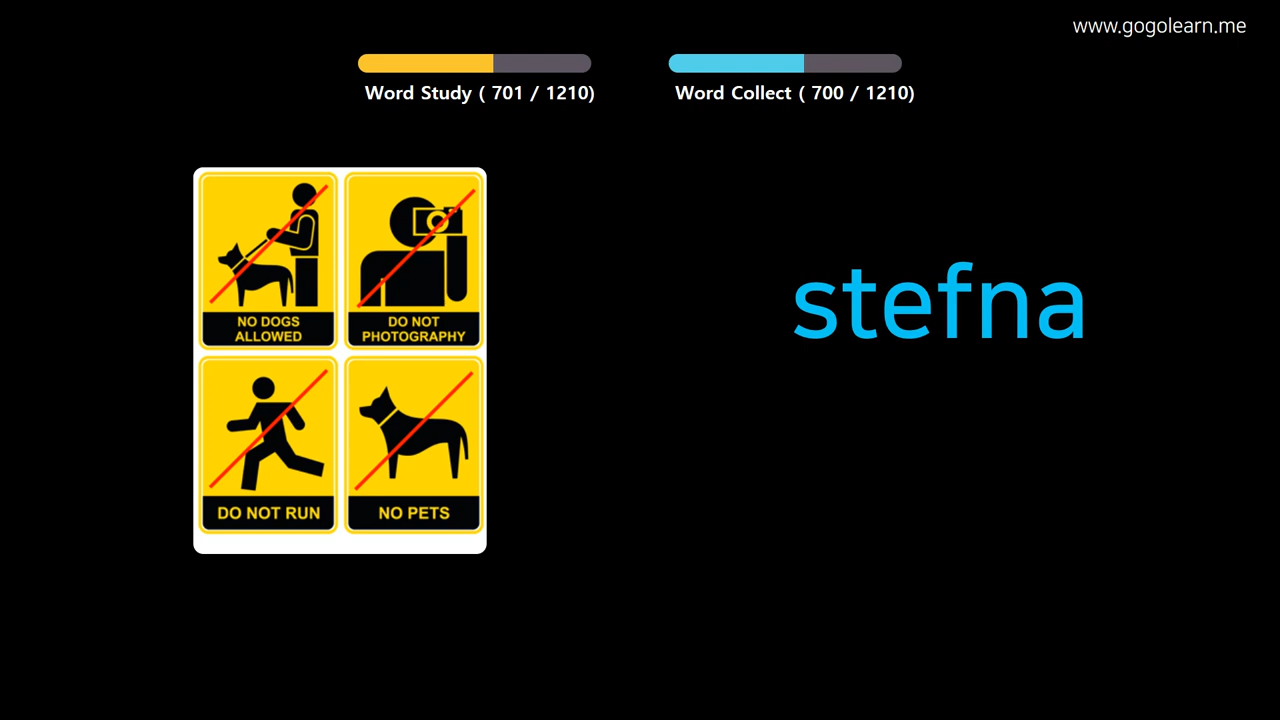 www.gogolearn.me
Word Study ( 701 / 1210)
Word Collect ( 700 / 1210)
NO DOGS
ALLOWED
DO NOT
PHOTOGRAPHY
stefna
DO NOT RUN
NO PETS